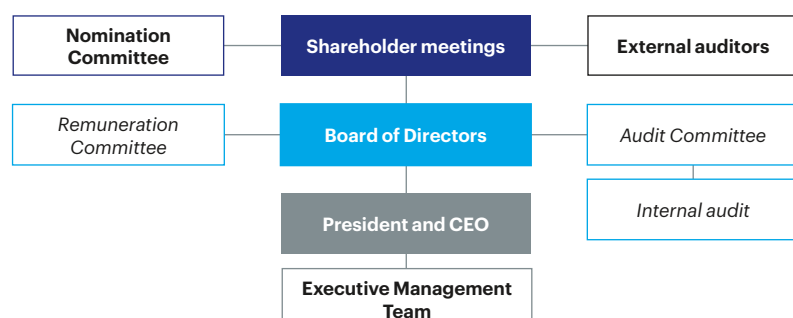 Nomination
Committee
Shareholder meetings
External auditors
Remuneration
Committee
Board of Directors
Audit Committee
Internal audit
President and CEO
Executive Management
Team